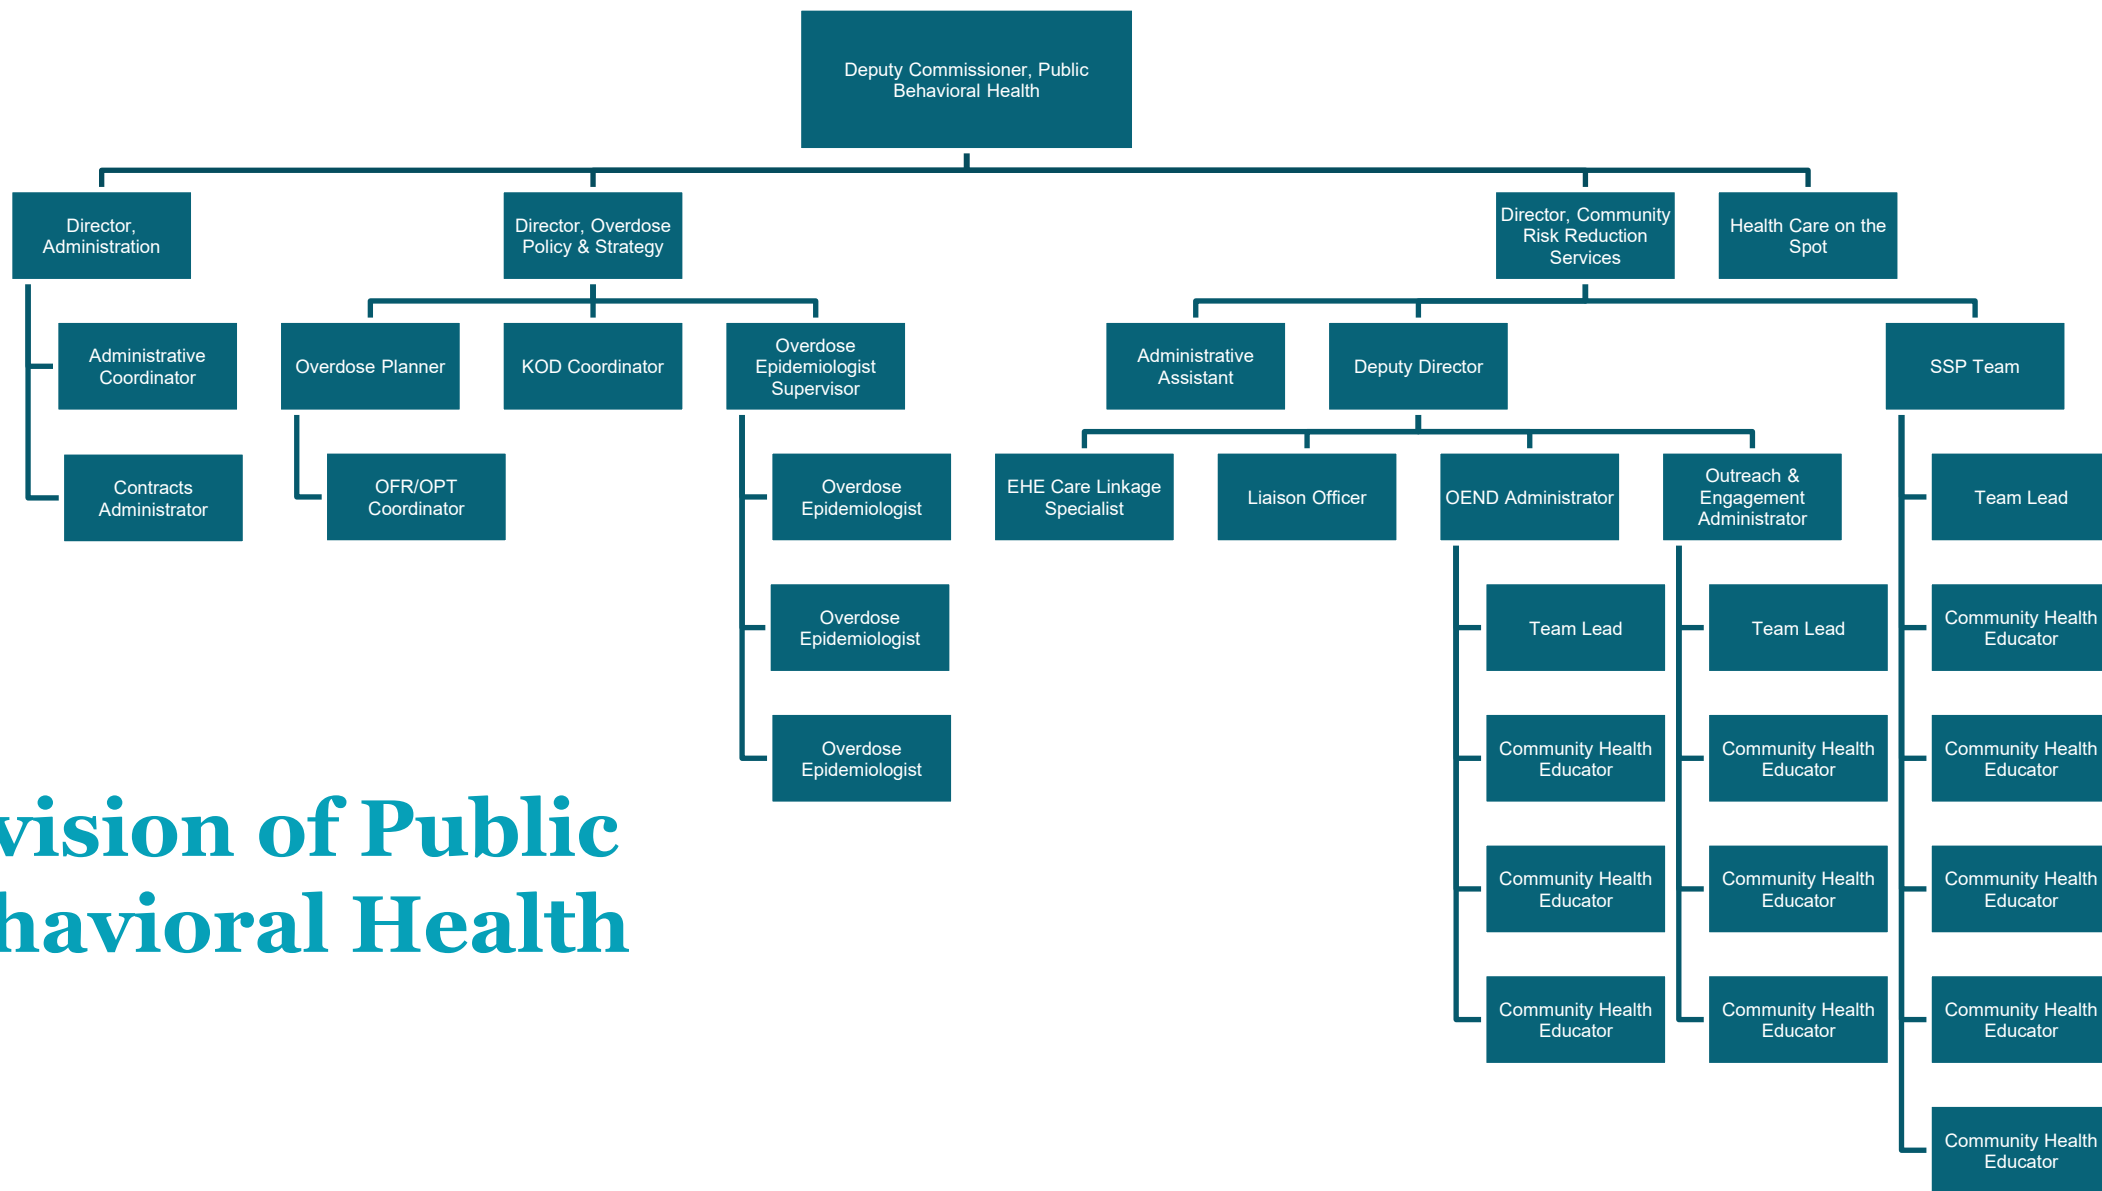 Deputy Commissioner, Public
Behavioral Health
Director,
Administration
Director, Overdose
Policy & Strategy
Director, Community
Risk Reduction
Services
Health Care on the
Spot
Administrative
Coordinator
Overdose Planner
KOD Coordinator
Overdose
Epidemiologist
Supervisor
Administrative
Assistant
Deputy Director
SSP Team
Contracts
Administrator
OFR/OPT
Coordinator
Overdose
Epidemiologist
EHE Care Linkage
Specialist
Liaison Officer
OEND Administrator
Outreach &
Engagement
Administrator
Team Lead
Overdose
Epidemiologist
Team Lead
Team Lead
Community Health
Educator
Overdose
Epidemiologist
Community Health
Educator
Community Health
Educator
Community Health
Educator
Community Health
Educator
Community Health
Educator
Community Health
Educator
Community Health
Educator
Community Health
Educator
Community Health
Educator
Community Health
Educator
vision of Public
havioral Health